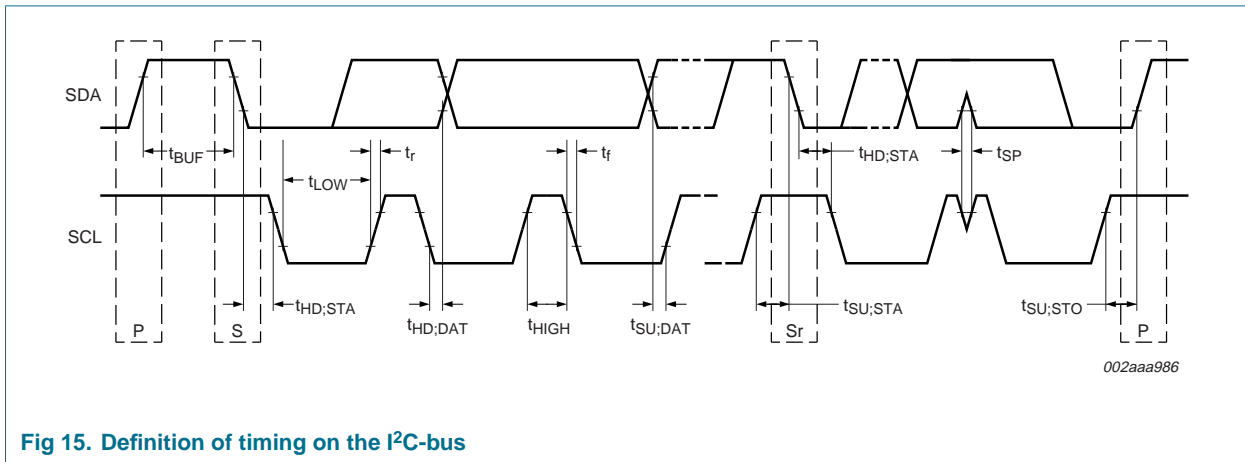 SDA
tBUF
tr
tf
tHD;STA
tSP
tLOW
SCL
tHD;STA
tHD;DAT
tHIGH
tSU;DAT
tSU;STA
tSU;STO
P
S
Sr
P
002aaa986
Fig 15. Definition of timing on the I²C-bus